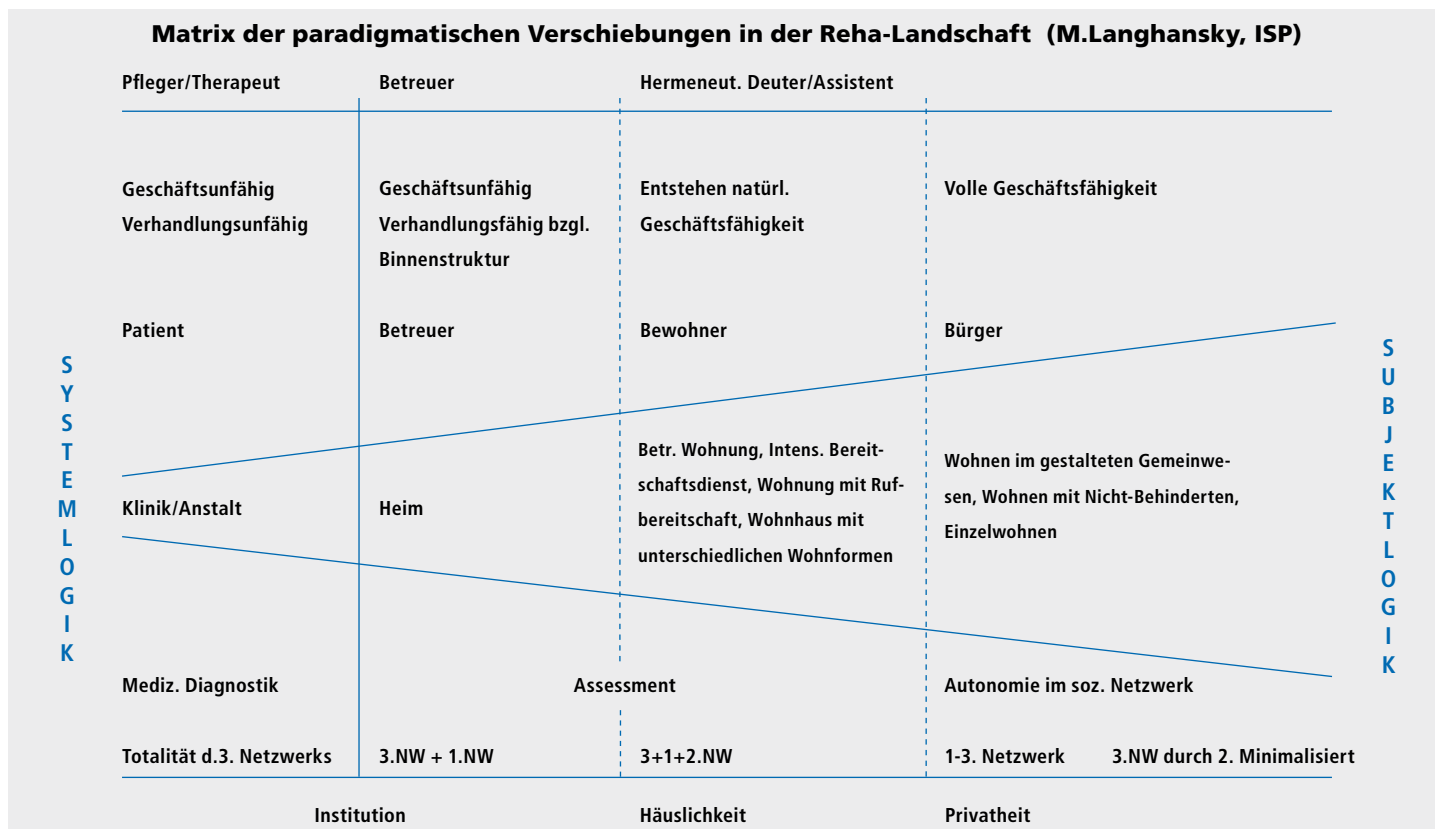 Matrix der paradigmatischen Verschiebungen in der Reha-Landschaft (M.Langhansky, ISP)
Pfleger/Therapeut Betreuer Hermeneut. Deuter/Assistent
Geschäftsunfähig
Verhandlungsunfähig
Geschäftsunfähig
Verhandlungsfähig bzgl.
Binnenstruktur
Entstehen natürl.
Geschäftsfähigkeit
Volle Geschäftsfähigkeit
Patient Betreuer Bewohner Bürger
SYSTEMLOGIK
Klinik/Anstalt Heim
Betr. Wohnung, Intens. Bereit-
schaftsdienst, Wohnung mit Ruf-
bereitschaft, Wohnhaus mit
unterschiedlichen Wohnformen
Wohnen im gestalteten Gemeinwe-
sen, Wohnen mit Nicht-Behinderten,
Einzelwohnen
SUBJEKTLOGIK
Mediz. Diagnostik Assessment Autonomie im soz. Netzwerk
Totalität d.3. Netzwerks 3.NW + 1.NW 3+1+2.NW 1-3. Netzwerk 3.NW durch 2. Minimalisiert
Institution Häuslichkeit Privatheit